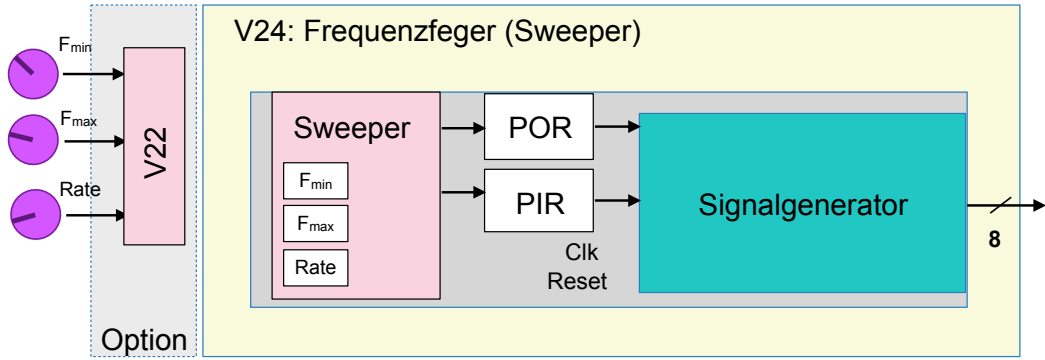 V24: Frequenzfeger (Sweeper)
Fmin
Fmax
Rate
V22
Option
Sweeper
Fmin
Fmax
Rate
POR
PIR
Clk
Reset
Signalgenerator
8